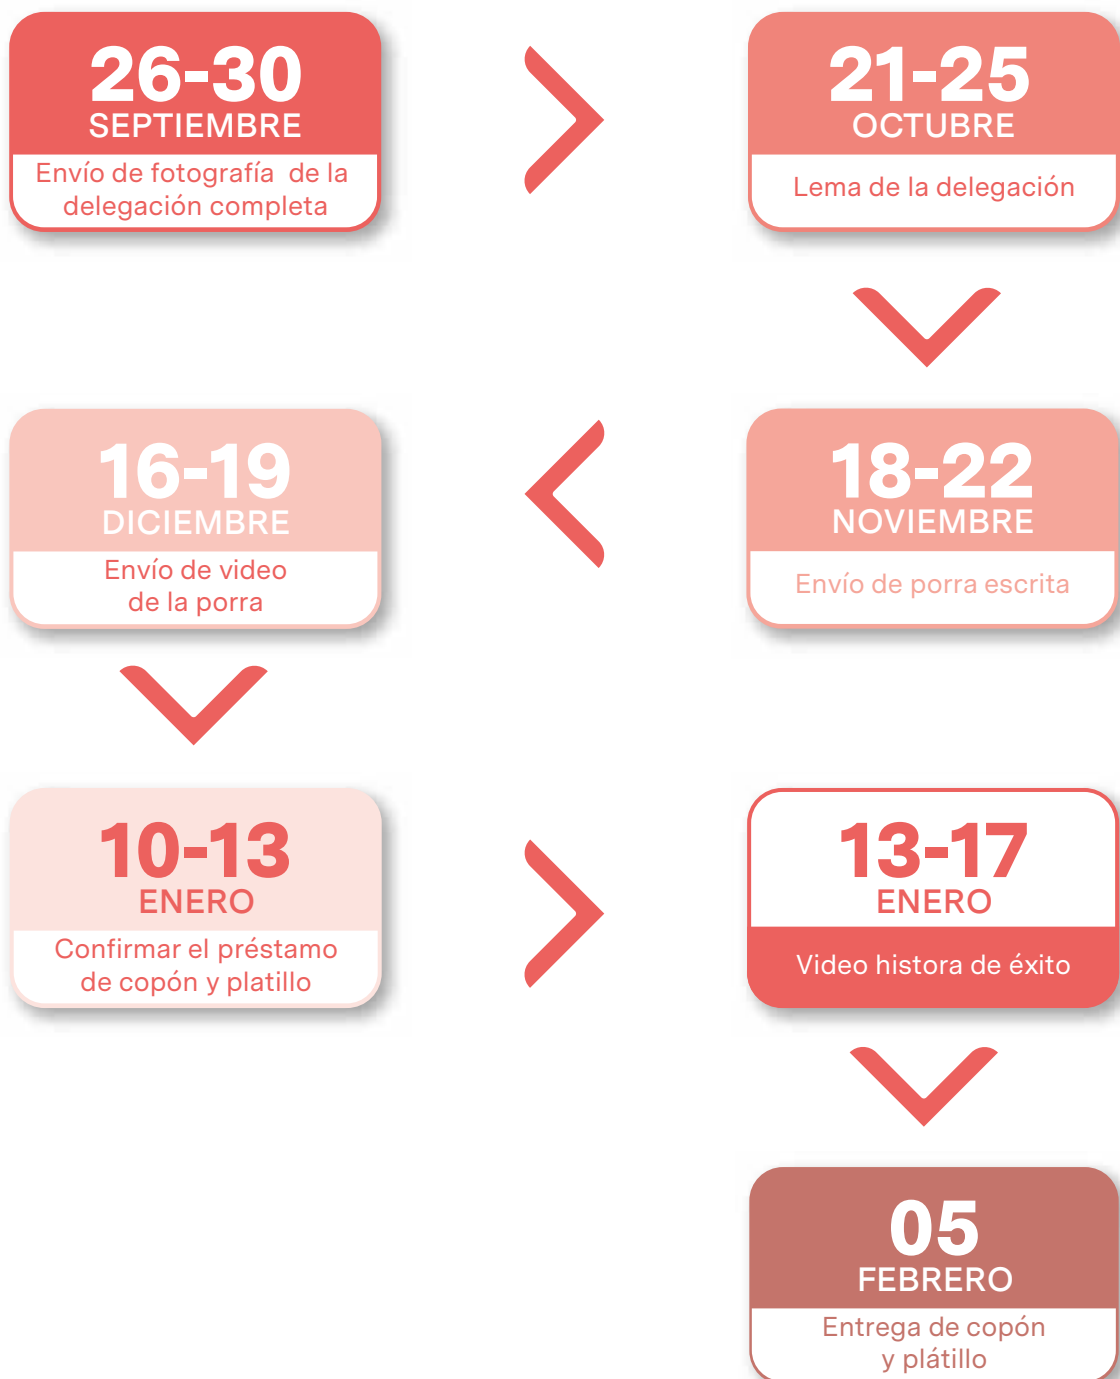 26-30
SEPTIEMBRE
Envío de fotografía de la
delegación completa
21-25
OCTUBRE
Lema de la delegación
18-22
NOVIEMBRE
Envío de porra escrita
16-19
DICIEMBRE
Envío de video
de la porra
10-13
ENERO
Confirmar el préstamo
de copón y platillo
13-17
ENERO
Video histora de éxito
05
FEBRERO
Entrega de copón
y plátillo